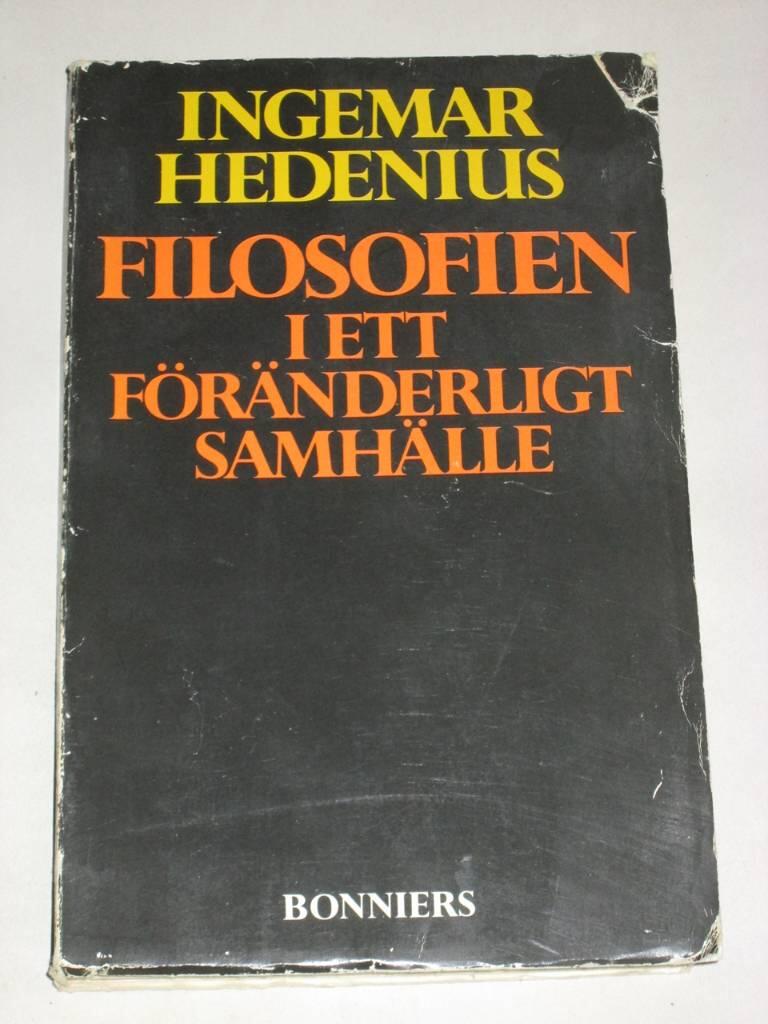 INGEMAR
HEDENIUS
FILOSOFIEN
I ETT
FÖRÄNDERLIGT
SAMHÄLLE
BONNIERS